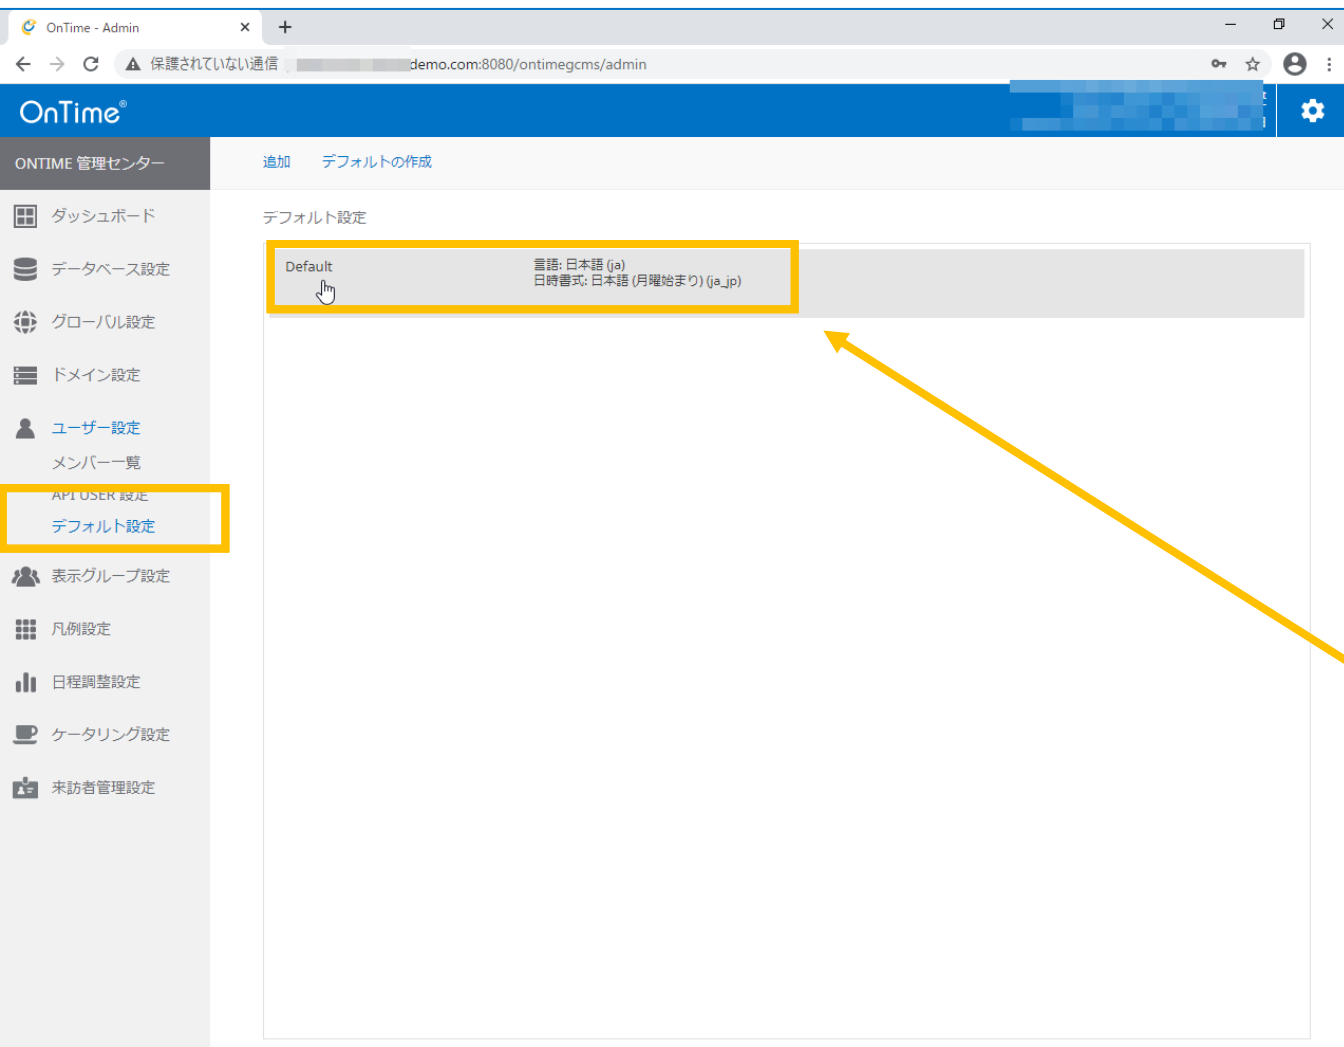 OnTime - Admin
保護されていない通信
demo.com:8080/ontimegcms/admin
OnTime®
ONTIME 管理センター
追加 デフォルトの作成
ダッシュボード
データベース設定
グローバル設定
ドメイン設定
ユーザー設定
メンバー一覧
API USER 設定
デフォルト設定
表示グループ設定
凡例設定
日程調整設定
ケータリング設定
来訪者管理設定
デフォルト設定
Default
言語: 日本語 (ja)
日時書式: 日本語 (月曜始まり) (ja_jp)